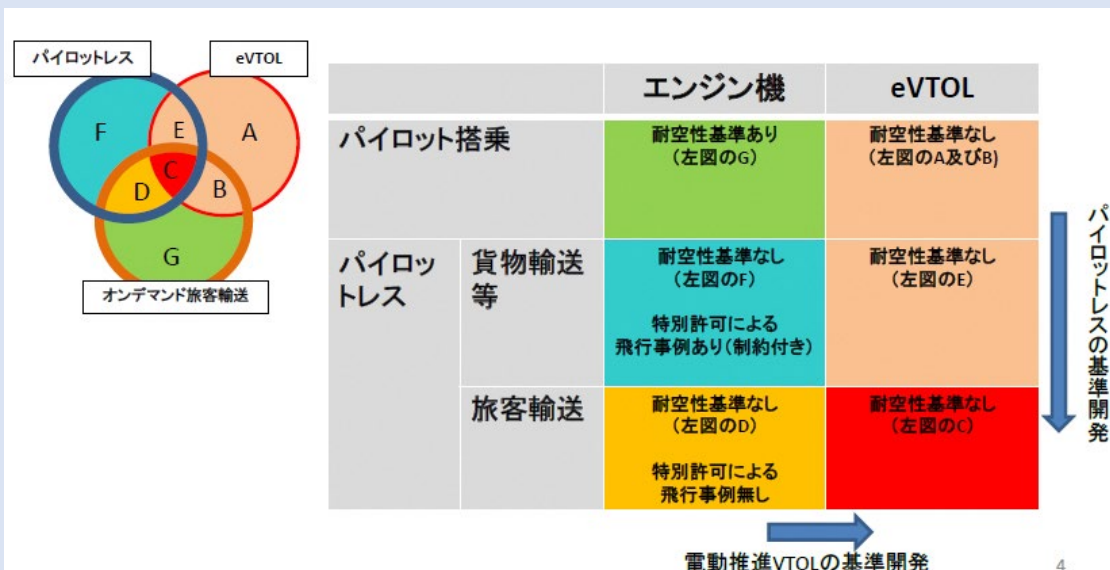 パイロットレス
eVTOL
F
E
A
C
D
B
G
オンデマンド旅客輸送
エンジン機
eVTOL
パイロット搭乗
耐空性基準あり
(左図のG)
耐空性基準なし
(左図のA及びB)
パイロッ
トレス
貨物輸送
等
耐空性基準なし
(左図のF)
特別許可による
飛行事例あり(制約付き)
耐空性基準なし
(左図のE)
旅客輸送
耐空性基準なし
(左図のD)
特別許可による
飛行事例無し
耐空性基準なし
(左図のC)
パイロットレスの基準開発
電動推進VTOLの基準開発
4